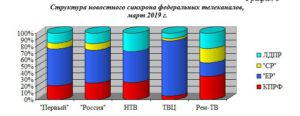 Структура новостного синхрона федеральных телеканалов,
март 2019 г.
100%
90%
80%
70%
60%
50%
40%
30%
20%
10%
0%
"Первый" "Россия" НТВ ТВЦ Рен-ТВ
ЛДПР
"СР"
"ЕР"
КПРФ